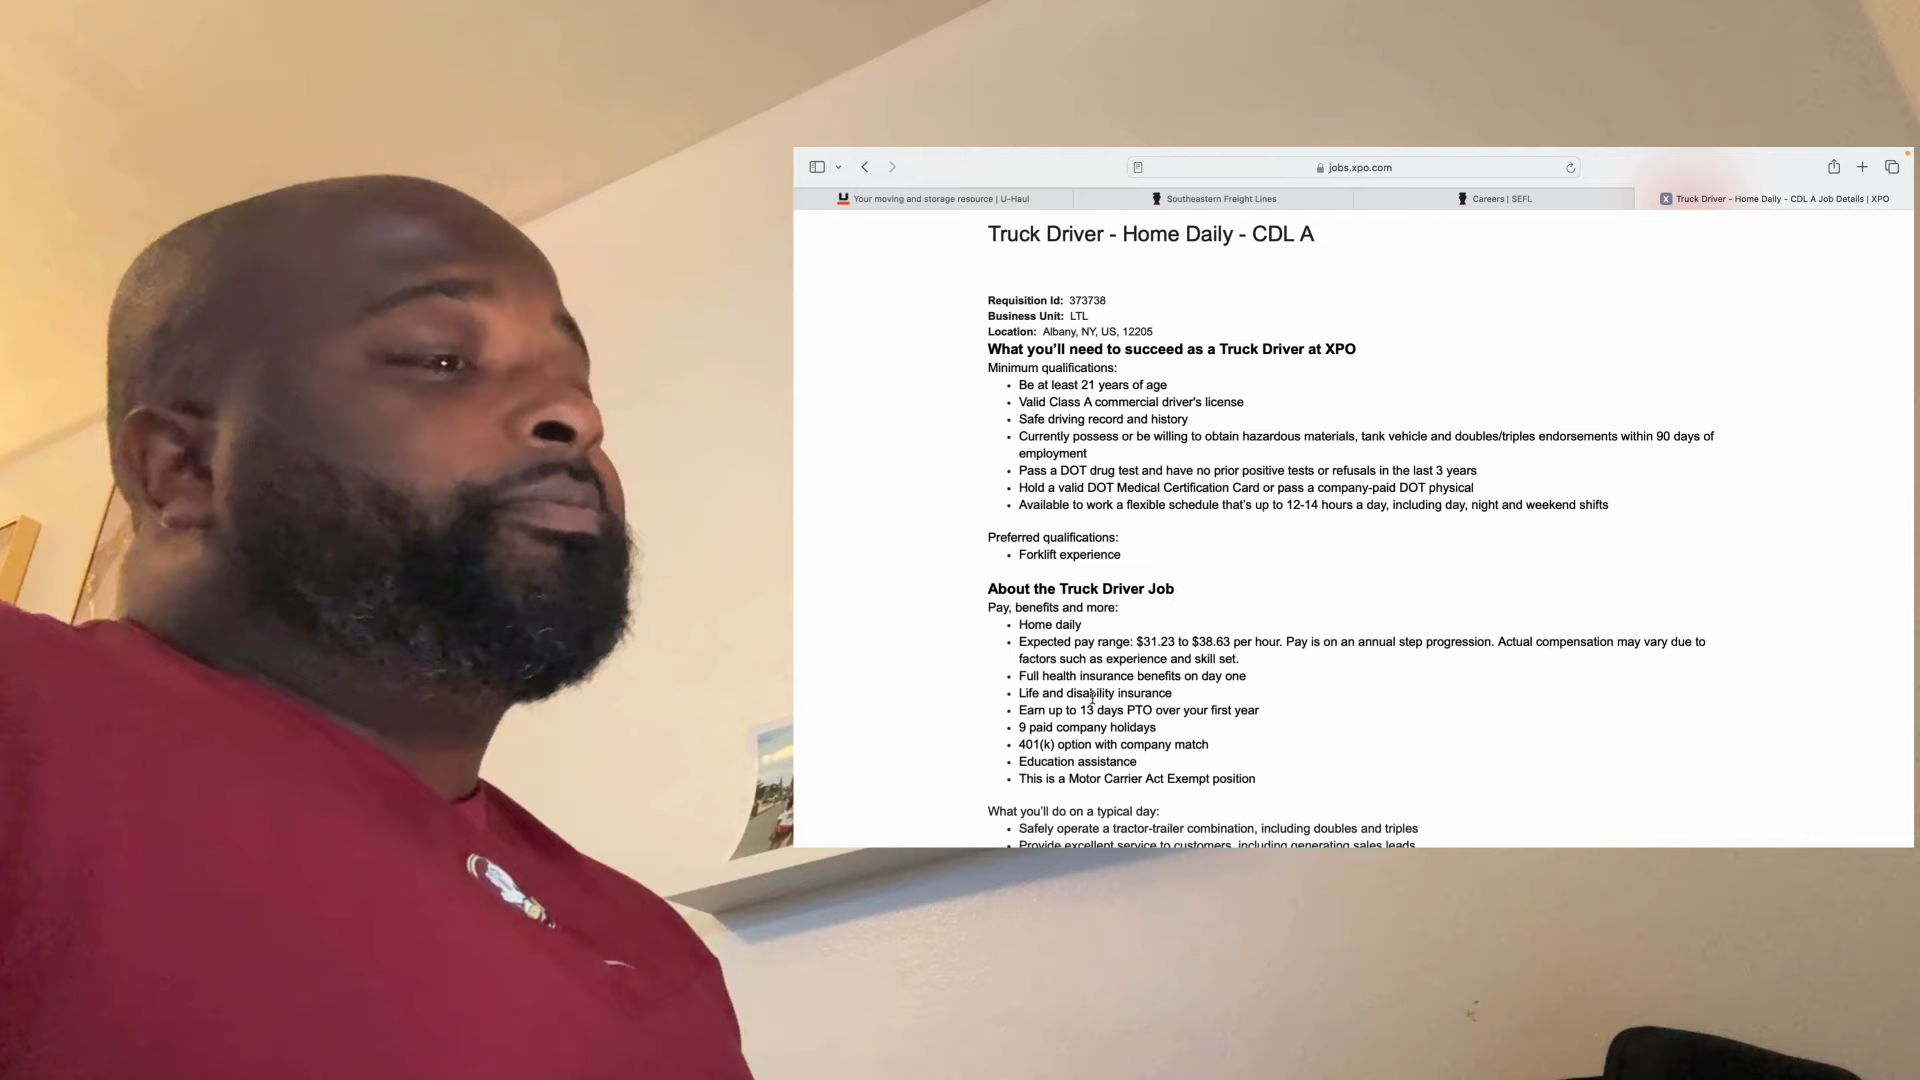 jobs.xpo.com
Your moving and storage resource | U-Haul
Southeastern Freight Lines
Careers | SEFL
X Truck Driver - Home Daily - CDL A Job Details | XPO
Truck Driver - Home Daily - CDL A
Requisition Id: 373738
Business Unit: LTL
Location: Albany, NY, US, 12205
What you'll need to succeed as a Truck Driver at XPO
Minimum qualifications:
• Be at least 21 years of age
• Valid Class A commercial driver's license
• Safe driving record and history
• Currently possess or be willing to obtain hazardous materials, tank vehicle and doubles/triples endorsements within 90 days of
employment
• Pass a DOT drug test and have no prior positive tests or refusals in the last 3 years
• Hold a valid DOT Medical Certification Card or pass a company-paid DOT physical
• Available to work a flexible schedule that's up to 12-14 hours a day, including day, night and weekend shifts
Preferred qualifications:
• Forklift experience
About the Truck Driver Job
Pay, benefits and more:
• Home daily
• Expected pay range: $31.23 to $38.63 per hour. Pay is on an annual step progression. Actual compensation may vary due to
factors such as experience and skill set.
• Full health insurance benefits on day one
• Life and disability insurance
• Earn up to 13 days PTO over your first year
• 9 paid company holidays
• 401(k) option with company match
• Education assistance
• This is a Motor Carrier Act Exempt position
What you'll do on a typical day:
• Safely operate a tractor-trailer combination, including doubles and triples
• Provide excellent service to customers, including generating sales leads